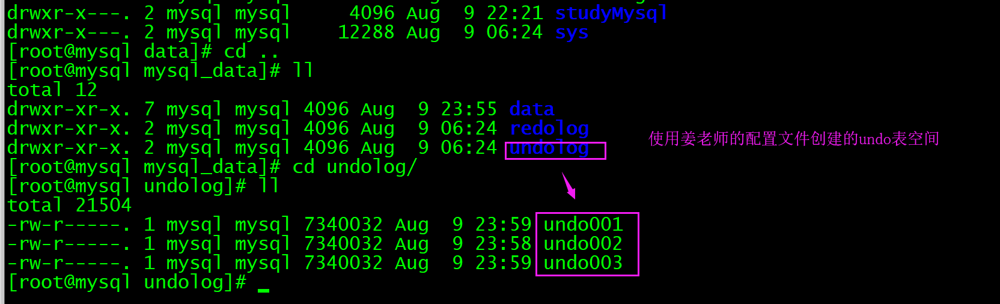 drwxr-x---. 2 mysql mysql     4096 Aug  9 22:21 studyMysql
drwxr-x---. 2 mysql mysql    12288 Aug  9 06:24 sys
[root@mysql data]# cd ..
[root@mysql mysql_data]# ll
total 12
drwxr-xr-x. 7 mysql mysql 4096 Aug  9 23:55 data
drwxr-xr-x. 2 mysql mysql 4096 Aug  9 06:24 redolog
drwxr-xr-x. 2 mysql mysql 4096 Aug  9 06:24 undolog
使用姜老师的配置文件创建的undo表空间
[root@mysql mysql_data]# cd undolog/
[root@mysql undolog]# ll
total 21504
-rw-r-----. 1 mysql mysql 7340032 Aug  9 23:59 undo001
-rw-r-----. 1 mysql mysql 7340032 Aug  9 23:58 undo002
-rw-r-----. 1 mysql mysql 7340032 Aug  9 23:59 undo003
[root@mysql undolog]#